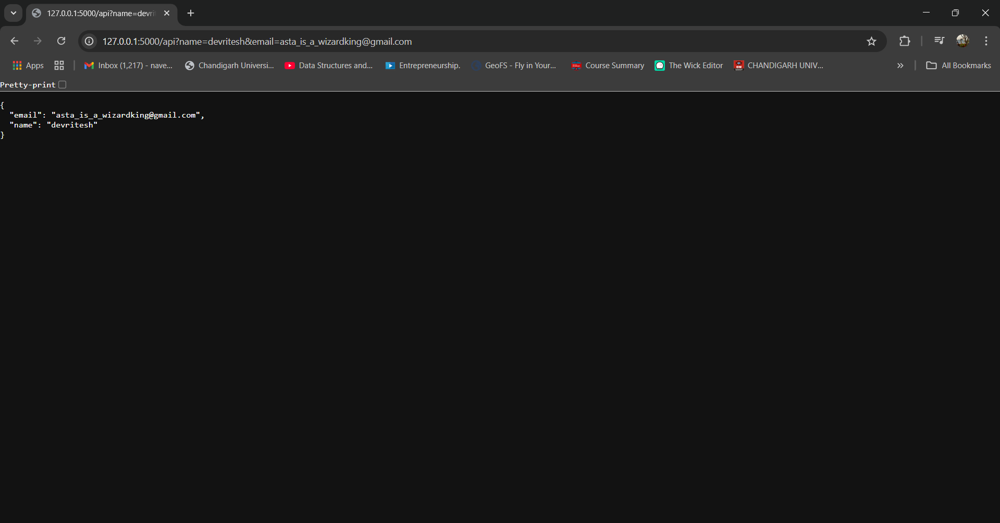 127.0.0.1:5000/api?name=devrit
127.0.0.1:5000/api?name=devritesh&email=asta_is_a_wizardking@gmail.com
Apps Inbox (1,217) - nave... Chandigarh Universi... Data Structures and... Entrepreneurship. GeoFS - Fly in Your... Course Summary The Wick Editor CHANDIGARH UNIV... All Bookmarks
Pretty-print
{
"email": "asta_is_a_wizardking@gmail.com",
"name": "devritesh"
}